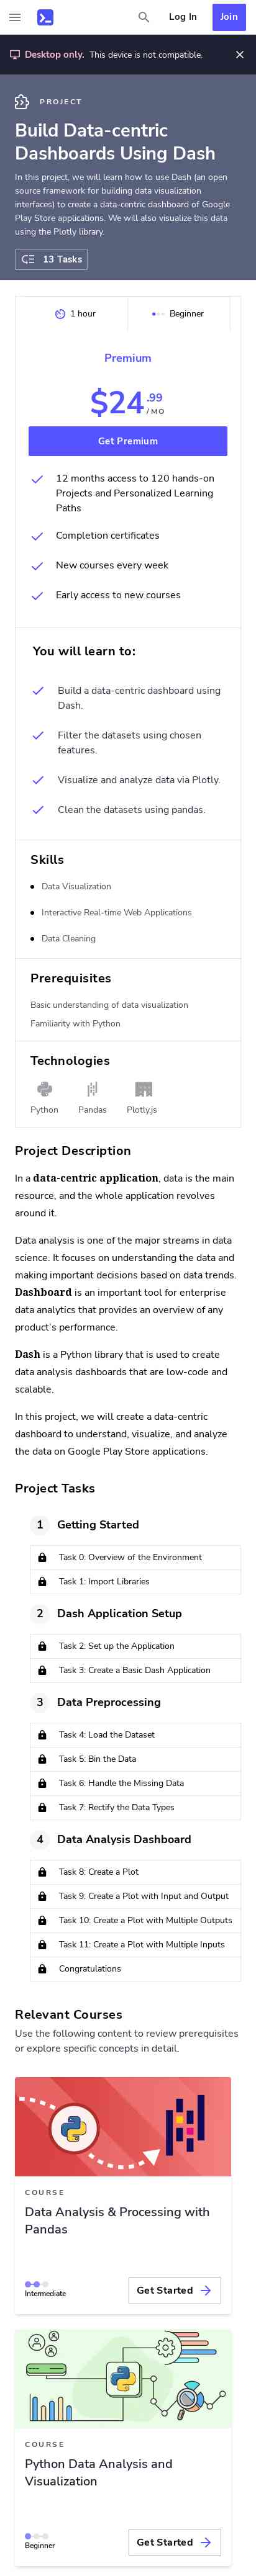 Log In
Join
Desktop only. This device is not compatible.
PROJECT
Build Data-centric
Dashboards Using Dash
In this project, we will learn how to use Dash (an open
source framework for building data visualization
interfaces) to create a data-centric dashboard of Google
Play Store applications. We will also visualize this data
using the Plotly library.
13 Tasks
1 hour
Beginner
Premium
$24.99
/ MO
Get Premium
12 months access to 120 hands-on
Projects and Personalized Learning
Paths
Completion certificates
New courses every week
Early access to new courses
You will learn to:
Build a data-centric dashboard using
Dash.
Filter the datasets using chosen
features.
Visualize and analyze data via Plotly.
Clean the datasets using pandas.
Skills
Data Visualization
Interactive Real-time Web Applications
Data Cleaning
Prerequisites
Basic understanding of data visualization
Familiarity with Python
Technologies
Python
Pandas
Plotly.js
Project Description
In a data-centric application, data is the main
resource, and the whole application revolves
around it.
Data analysis is one of the major streams in data
science. It focuses on understanding the data and
making important decisions based on data trends.
Dashboard is an important tool for enterprise
data analytics that provides an overview of any
product's performance.
Dash is a Python library that is used to create
data analysis dashboards that are low-code and
scalable.
In this project, we will create a data-centric
dashboard to understand, visualize, and analyze
the data on Google Play Store applications.
Project Tasks
1 Getting Started
Task 0: Overview of the Environment
Task 1: Import Libraries
2 Dash Application Setup
Task 2: Set up the Application
Task 3: Create a Basic Dash Application
3 Data Preprocessing
Task 4: Load the Dataset
Task 5: Bin the Data
Task 6: Handle the Missing Data
Task 7: Rectify the Data Types
4 Data Analysis Dashboard
Task 8: Create a Plot
Task 9: Create a Plot with Input and Output
Task 10: Create a Plot with Multiple Outputs
Task 11: Create a Plot with Multiple Inputs
Congratulations
Relevant Courses
Use the following content to review prerequisites
or explore specific concepts in detail.
COURSE
Data Analysis & Processing with
Pandas
Intermediate
Get Started
COURSE
Python Data Analysis and
Visualization
Beginner
Get Started